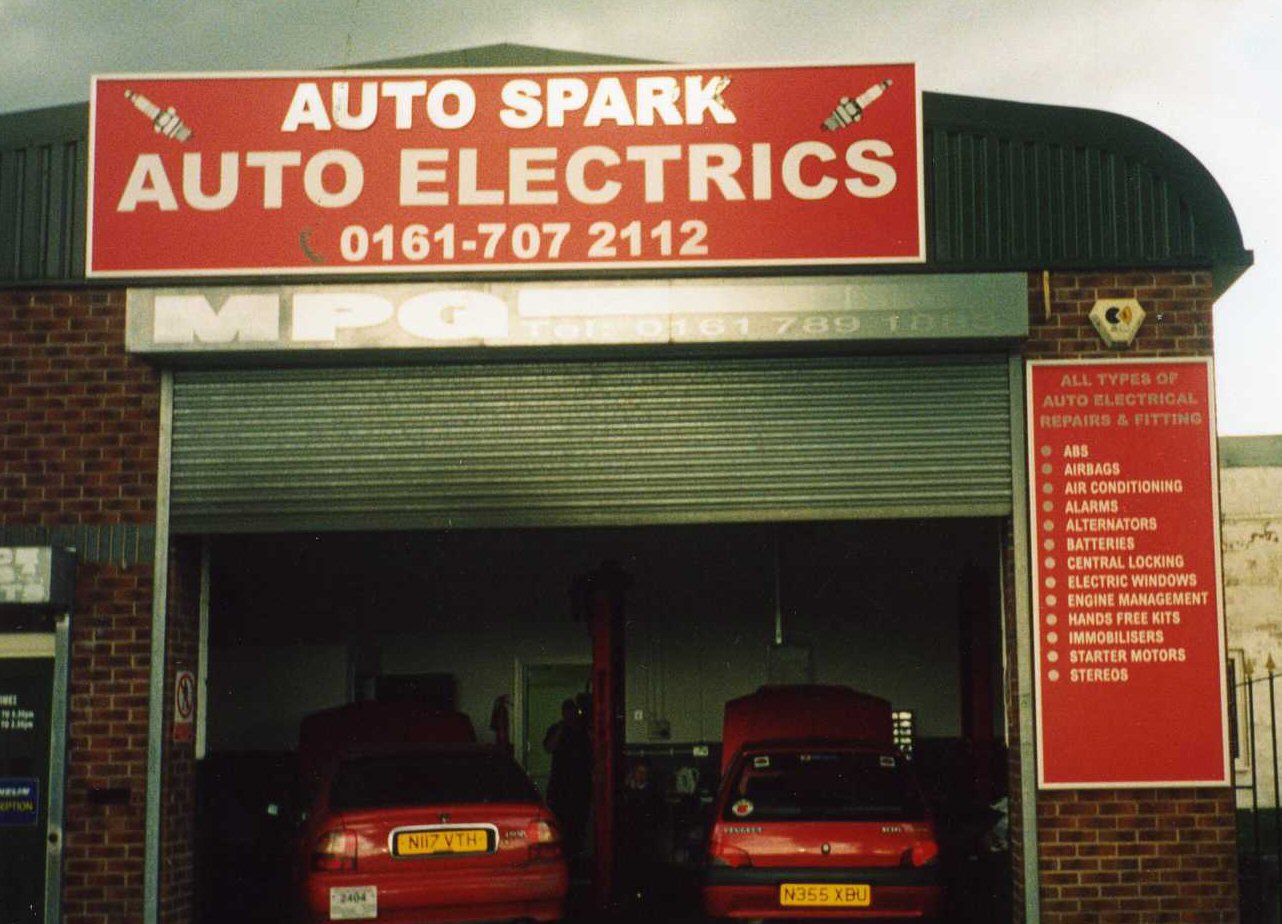 AUTO SPARK
AUTO ELECTRICS
0161-707 2112
MPG
Tel: 0161 789
ALL TYPES OF
AUTO ELECTRICAL
REPAIRS & FITTING
ABS
AIRBAGS
AIR CONDITIONING
ALARMS
ALTERNATORS
BATTERIES
CENTRAL LOCKING
ELECTRIC WINDOWS
ENGINE MANAGEMENT
HANDS FREE KITS
IMMOBILISERS
STARTER MOTORS
STEREOS
N117 VTH
2404
PEUGEOT
N355 XBU